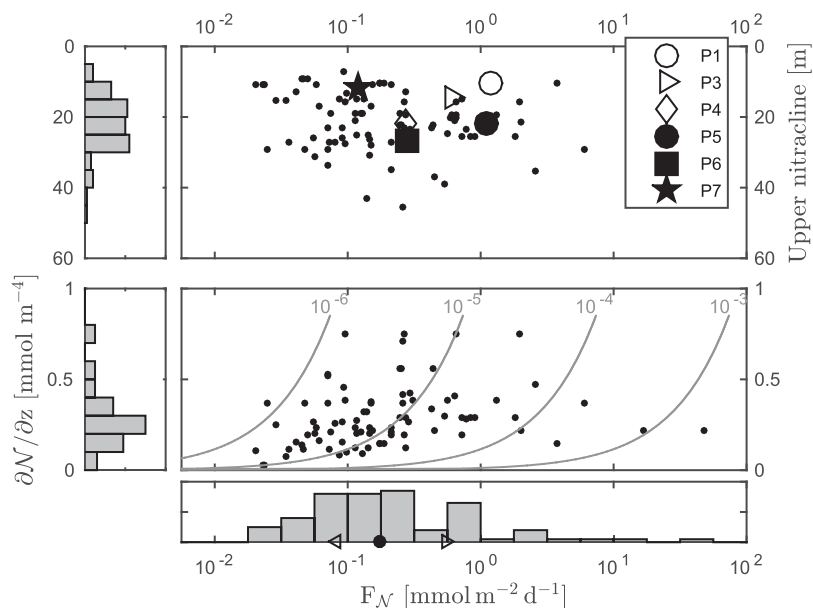 10^-2 10^-1 10^0 10^1 10^2
0 20 40 60
0 20 40 60
Upper nitracline [m]
P1
P3
P4
P5
P6
P7
1 0.5 0
1 0.5 0
∂𝒩/∂z [mmol m^-4]
10^-6 10^-5 10^-4 10^-3
10^-2 10^-1 10^0 10^1 10^2
F_𝒩 [mmol m^-2 d^-1]